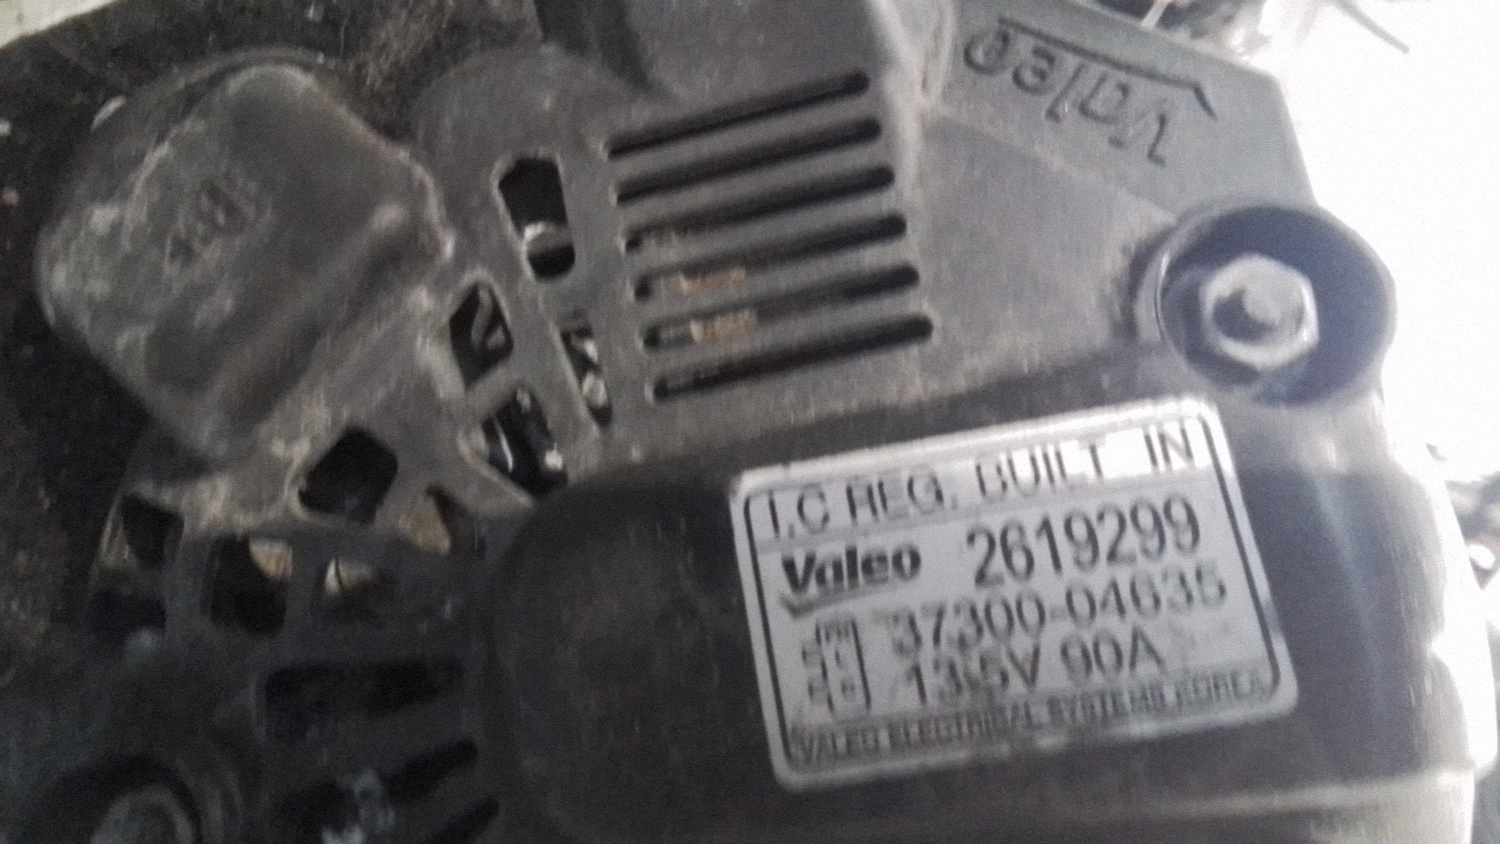 Valeo
I.C REG. BUILT IN
Valeo 2619299
37300-04635
13.5V 90A
VALEO ELECTRICAL SYSTEMS KOREA